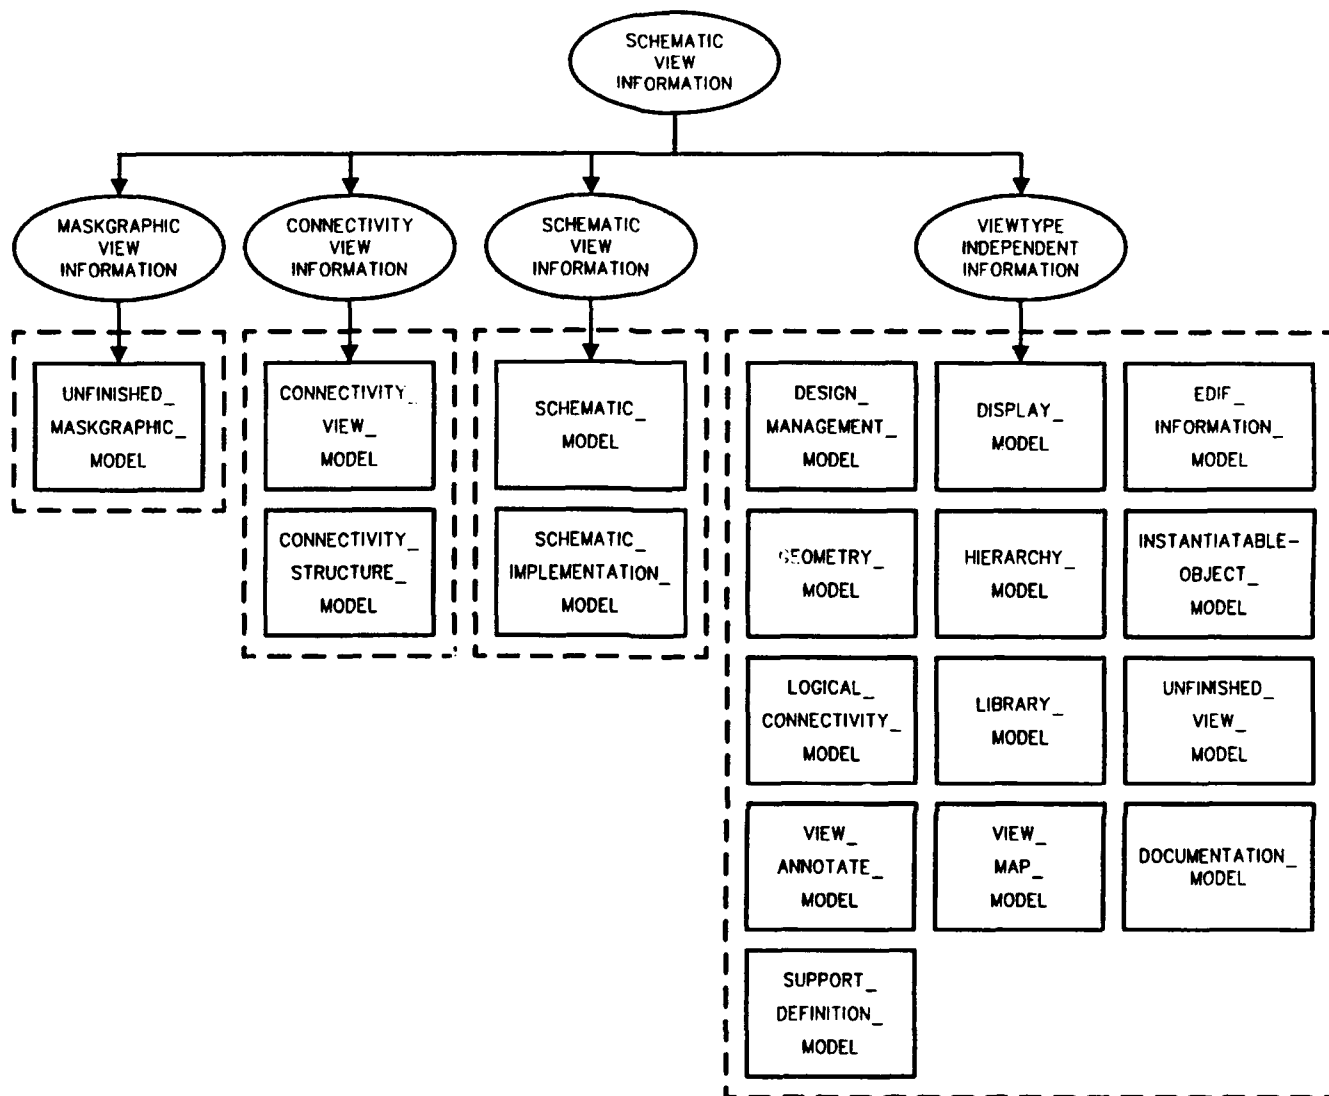 SCHEMATIC
VIEW
INFORMATION
MASKGRAPHIC
VIEW
INFORMATION
CONNECTIVITY
VIEW
INFORMATION
SCHEMATIC
VIEW
INFORMATION
VIEWTYPE
INDEPENDENT
INFORMATION
UNFINISHED_
MASKGRAPHIC_
MODEL
CONNECTIVITY_
VIEW_
MODEL
CONNECTIVITY_
STRUCTURE_
MODEL
SCHEMATIC_
MODEL
SCHEMATIC_
IMPLEMENTATION_
MODEL
DESIGN_
MANAGEMENT_
MODEL
DISPLAY_
MODEL
EDIF_
INFORMATION_
MODEL
GEOMETRY_
MODEL
HIERARCHY_
MODEL
INSTANTIATABLE-
OBJECT_
MODEL
LOGICAL_
CONNECTIVITY_
MODEL
LIBRARY_
MODEL
UNFINISHED_
VIEW_
MODEL
VIEW_
ANNOTATE_
MODEL
VIEW_
MAP_
MODEL
DOCUMENTATION_
MODEL
SUPPORT_
DEFINITION_
MODEL